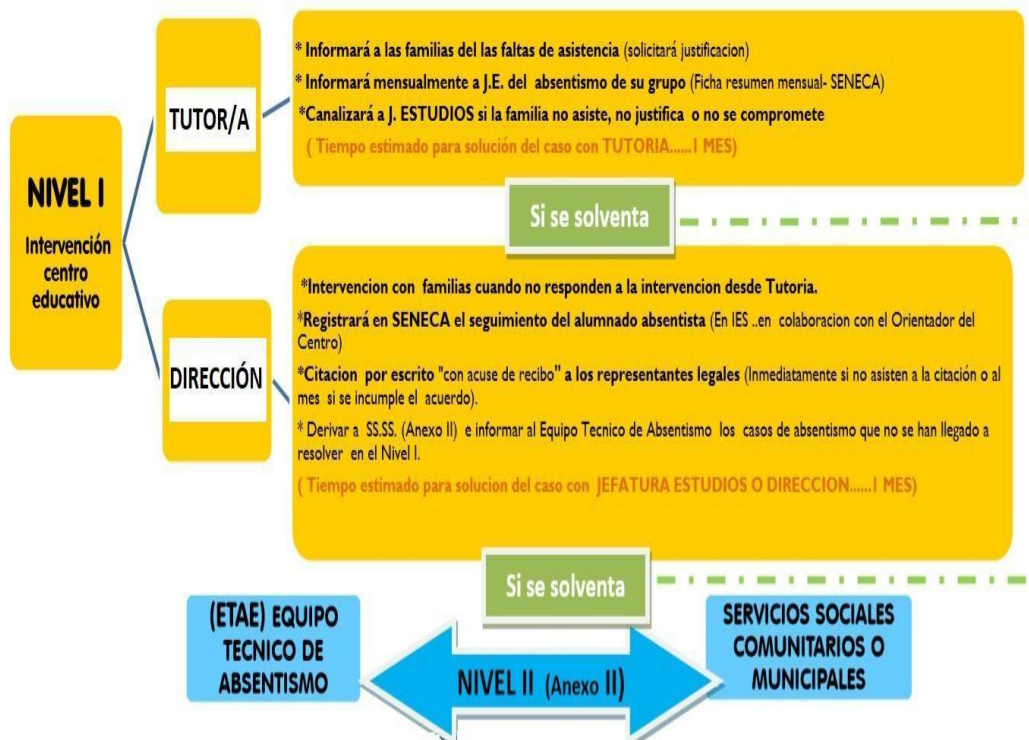 NIVEL I
Intervención
centro
educativo
TUTOR/A
* Informará a las familias del las faltas de asistencia (solicitará justificacion)
* Informará mensualmente a J.E. del absentismo de su grupo (Ficha resumen mensual- SENECA)
*Canalizará a J. ESTUDIOS si la familia no asiste, no justifica o no se compromete
( Tiempo estimado para solución del caso con TUTORIA......1 MES)
Si se solventa
DIRECCIÓN
*Intervencion con familias cuando no responden a la intervencion desde Tutoria.
*Registrará en SENECA el seguimiento del alumnado absentista (En IES ..en colaboracion con el Orientador del
Centro)
*Citacion por escrito "con acuse de recibo" a los representantes legales (Inmediatamente si no asisten a la citación o al
mes si se incumple el acuerdo).
* Derivar a SS.SS. (Anexo II) e informar al Equipo Tecnico de Absentismo los casos de absentismo que no se han llegado a
resolver en el Nivel I.
( Tiempo estimado para solucion del caso con JEFATURA ESTUDIOS O DIRECCION......1 MES)
Si se solventa
(ETAE) EQUIPO
TECNICO DE
ABSENTISMO
NIVEL II (Anexo II)
SERVICIOS SOCIALES
COMUNITARIOS O
MUNICIPALES